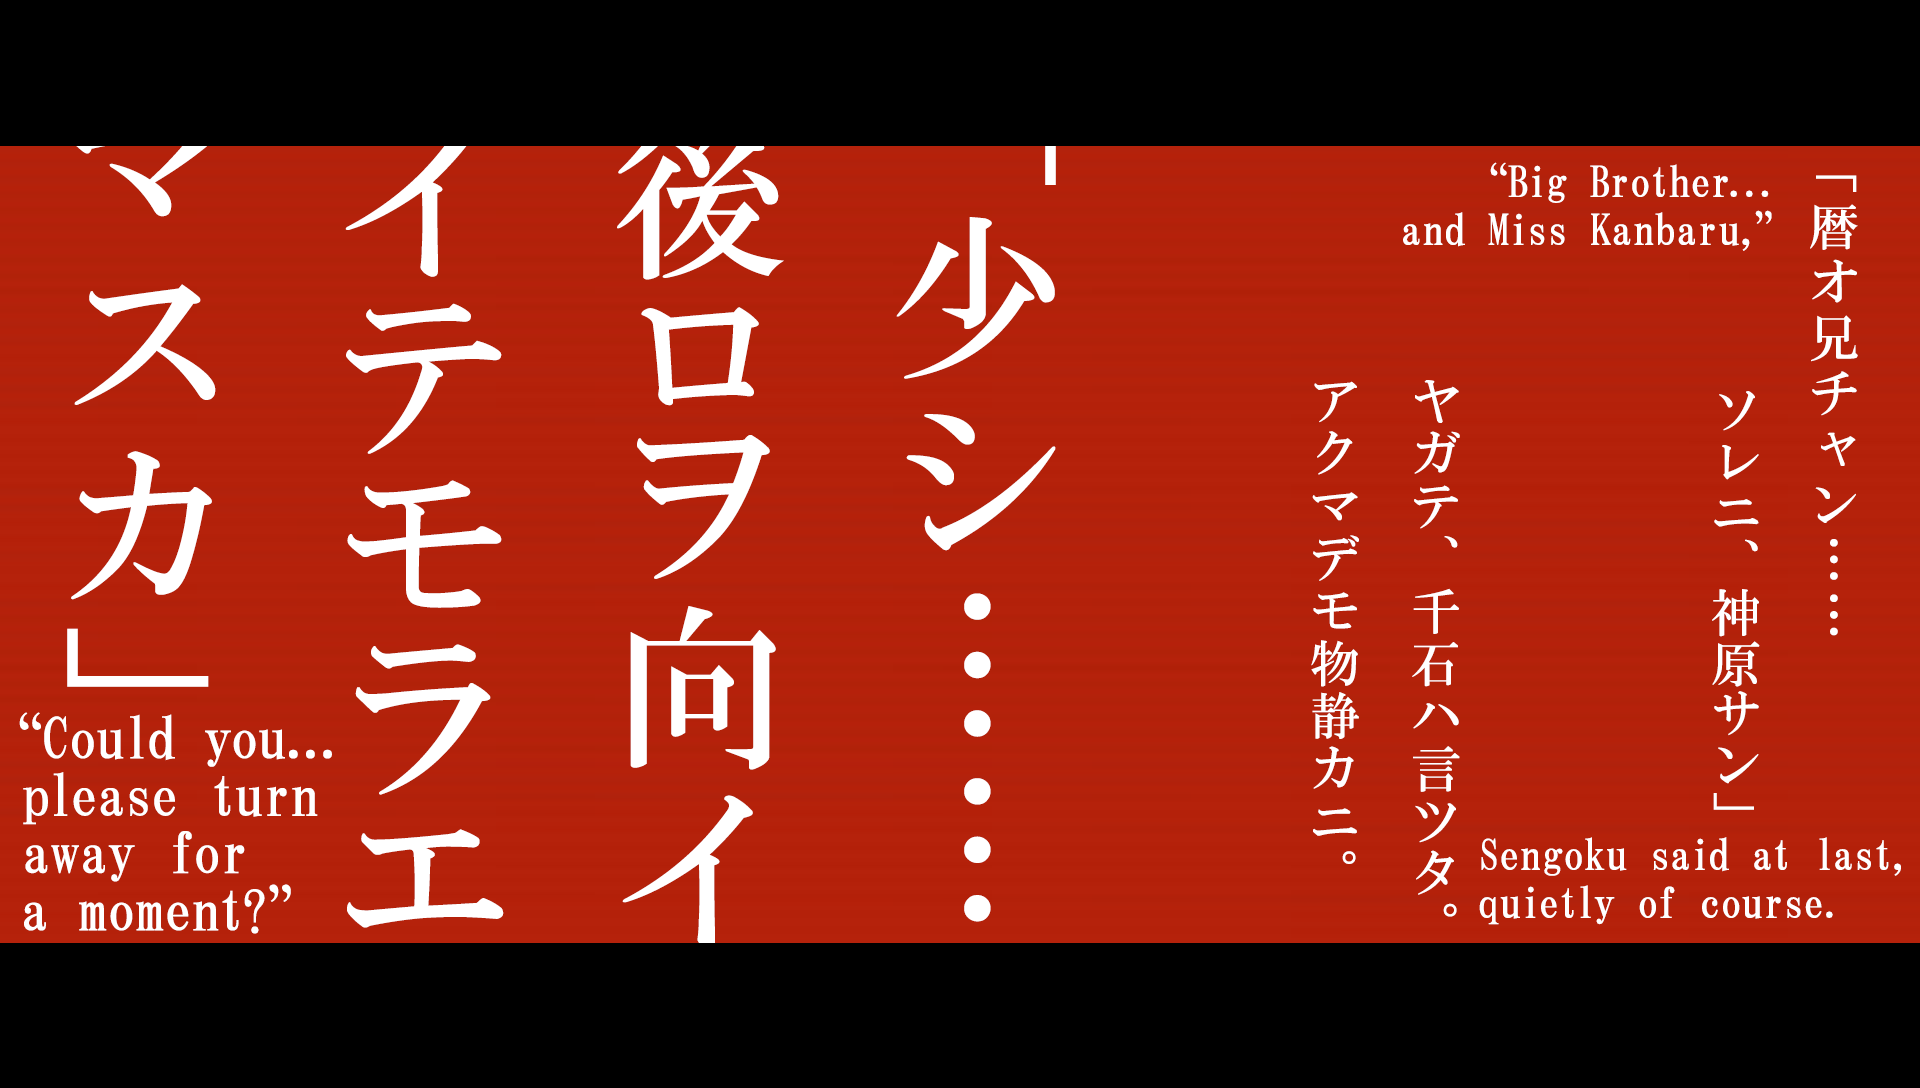 「暦オ兄チャン……
ソレニ、神原サン」
“Big Brother...
and Miss Kanbaru,”
ヤガテ、千石ハ言ツタ。
アクマデモ物静カニ。
Sengoku said at last,
quietly of course.
「少シ……
後ロヲ向イ
イテモラエ
マスカ」
“Could you...
please turn
away for
a moment?”